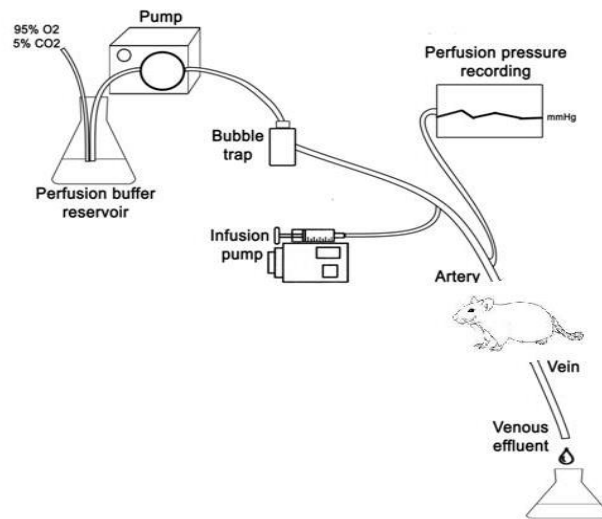 95% O2
5% CO2
Pump
Perfusion pressure
recording
mmHg
Bubble
trap
Perfusion buffer
reservoir
Infusion
pump
Artery
Vein
Venous
effluent